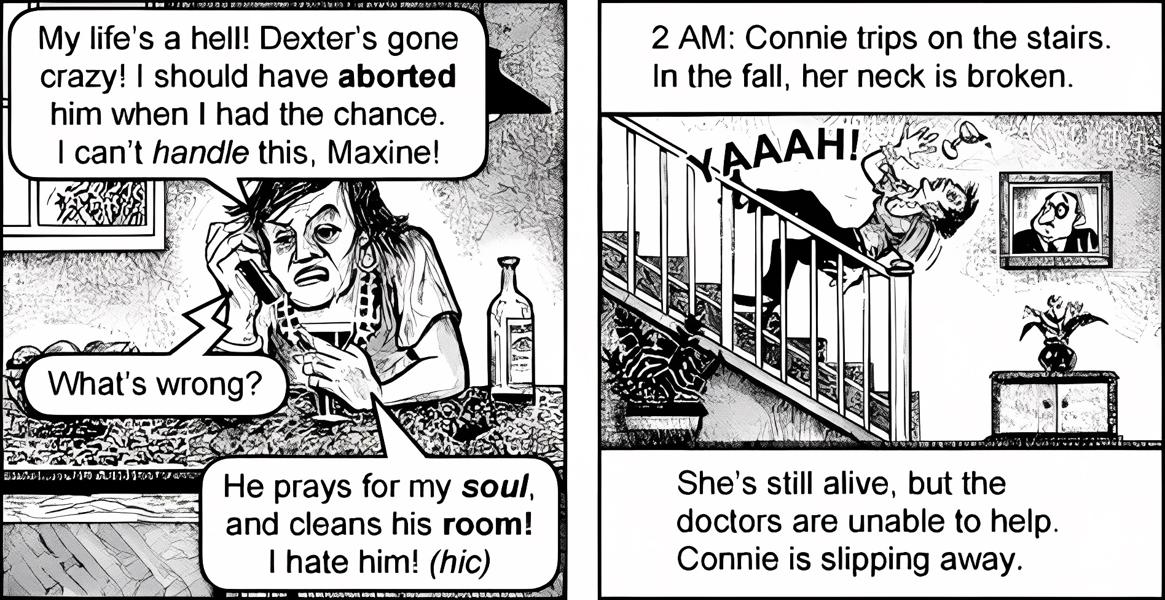 My life's a hell! Dexter's gone
crazy! I should have aborted
him when I had the chance.
I can't handle this, Maxine!
What's wrong?
He prays for my soul,
and cleans his room!
I hate him! (hic)
2 AM: Connie trips on the stairs.
In the fall, her neck is broken.
YAAAH!
She's still alive, but the
doctors are unable to help.
Connie is slipping away.